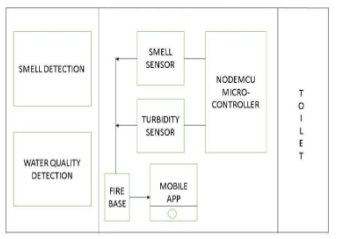 SMELL DETECTION
WATER QUALITY
DETECTION
SMELL
SENSOR
TURBIDITY
SENSOR
FIRE
BASE
MOBILE
APP
NODEMCU
MICRO-
CONTROLLER
T
O
I
L
E
T